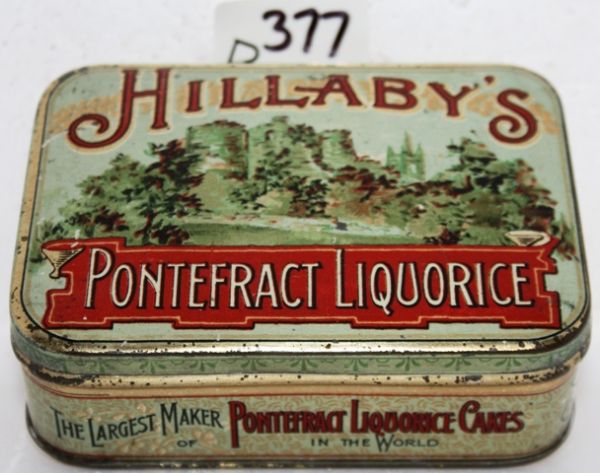 D 377
HILLABY'S
PONTEFRACT LIQUORICE
THE LARGEST MAKER OF PONTEFRACT LIQUORICE CAKES IN THE WORLD